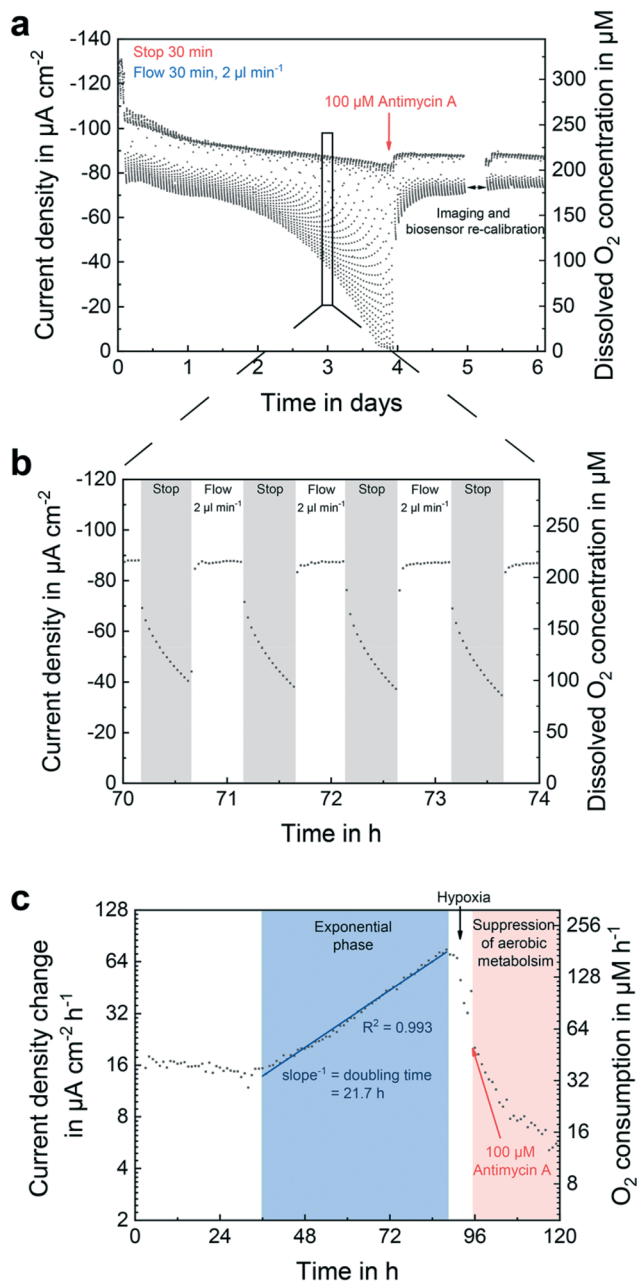 a
Stop 30 min
Flow 30 min, 2 µl min⁻¹
100 µM Antimycin A
Imaging and
biosensor re-calibration
Current density in µA cm⁻²
-140
-120
-100
-80
-60
-40
-20
0
Dissolved O₂ concentration in µM
300
250
200
150
100
50
0
0 1 2 3 4 5 6
Time in days
b
Stop Flow Stop Flow Stop Flow Stop
2 µl min⁻¹ 2 µl min⁻¹ 2 µl min⁻¹
Current density in µA cm⁻²
-120
-100
-80
-60
-40
-20
0
Dissolved O₂ concentration in µM
250
200
150
100
50
0
70 71 72 73 74
Time in h
c
Hypoxia
Exponential
phase
Suppression
of aerobic
metabolsim
R² = 0.993
slope⁻¹ = doubling time
= 21.7 h
100 µM
Antimycin A
Current density change
in µA cm⁻² h⁻¹
128
64
32
16
8
4
2
O₂ consumption in µM h⁻¹
256
128
64
32
16
8
0 24 48 72 96 120
Time in h